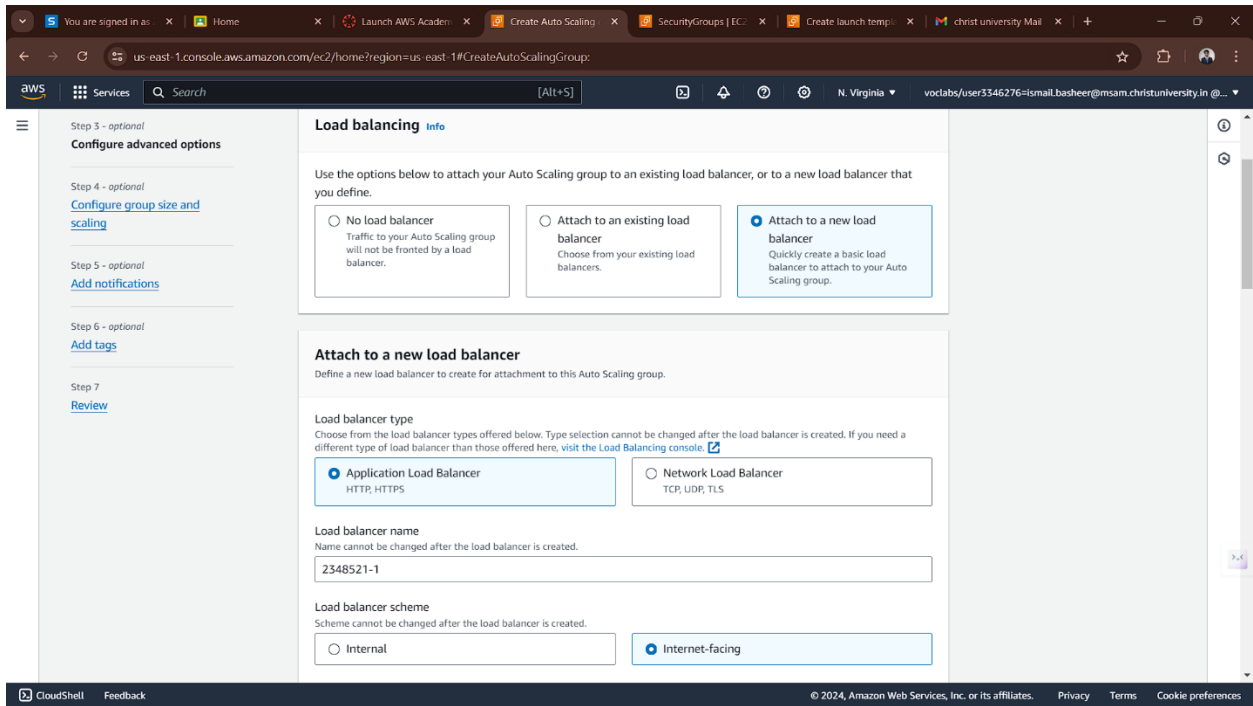 You are signed in as
Home
Launch AWS Academ
Create Auto Scaling
SecurityGroups | EC2
Create launch templ
christ university Mail
us-east-1.console.aws.amazon.com/ec2/home?region=us-east-1#CreateAutoScalingGroup:
aws
Services
Search
[Alt+S]
N. Virginia
voclabs/user3346276=ismail.basheer@msam.christuniversity.in @...
Step 3 - optional
Configure advanced options
Step 4 - optional
Configure group size and
scaling
Step 5 - optional
Add notifications
Step 6 - optional
Add tags
Step 7
Review
Load balancing Info
Use the options below to attach your Auto Scaling group to an existing load balancer, or to a new load balancer that
you define.
No load balancer
Traffic to your Auto Scaling group
will not be fronted by a load
balancer.
Attach to an existing load
balancer
Choose from your existing load
balancers.
Attach to a new load
balancer
Quickly create a basic load
balancer to attach to your Auto
Scaling group.
Attach to a new load balancer
Define a new load balancer to create for attachment to this Auto Scaling group.
Load balancer type
Choose from the load balancer types offered below. Type selection cannot be changed after the load balancer is created. If you need a
different type of load balancer than those offered here, visit the Load Balancing console.
Application Load Balancer
HTTP, HTTPS
Network Load Balancer
TCP, UDP, TLS
Load balancer name
Name cannot be changed after the load balancer is created.
2348521-1
Load balancer scheme
Scheme cannot be changed after the load balancer is created.
Internal
Internet-facing
CloudShell
Feedback
© 2024, Amazon Web Services, Inc. or its affiliates.
Privacy
Terms
Cookie preferences